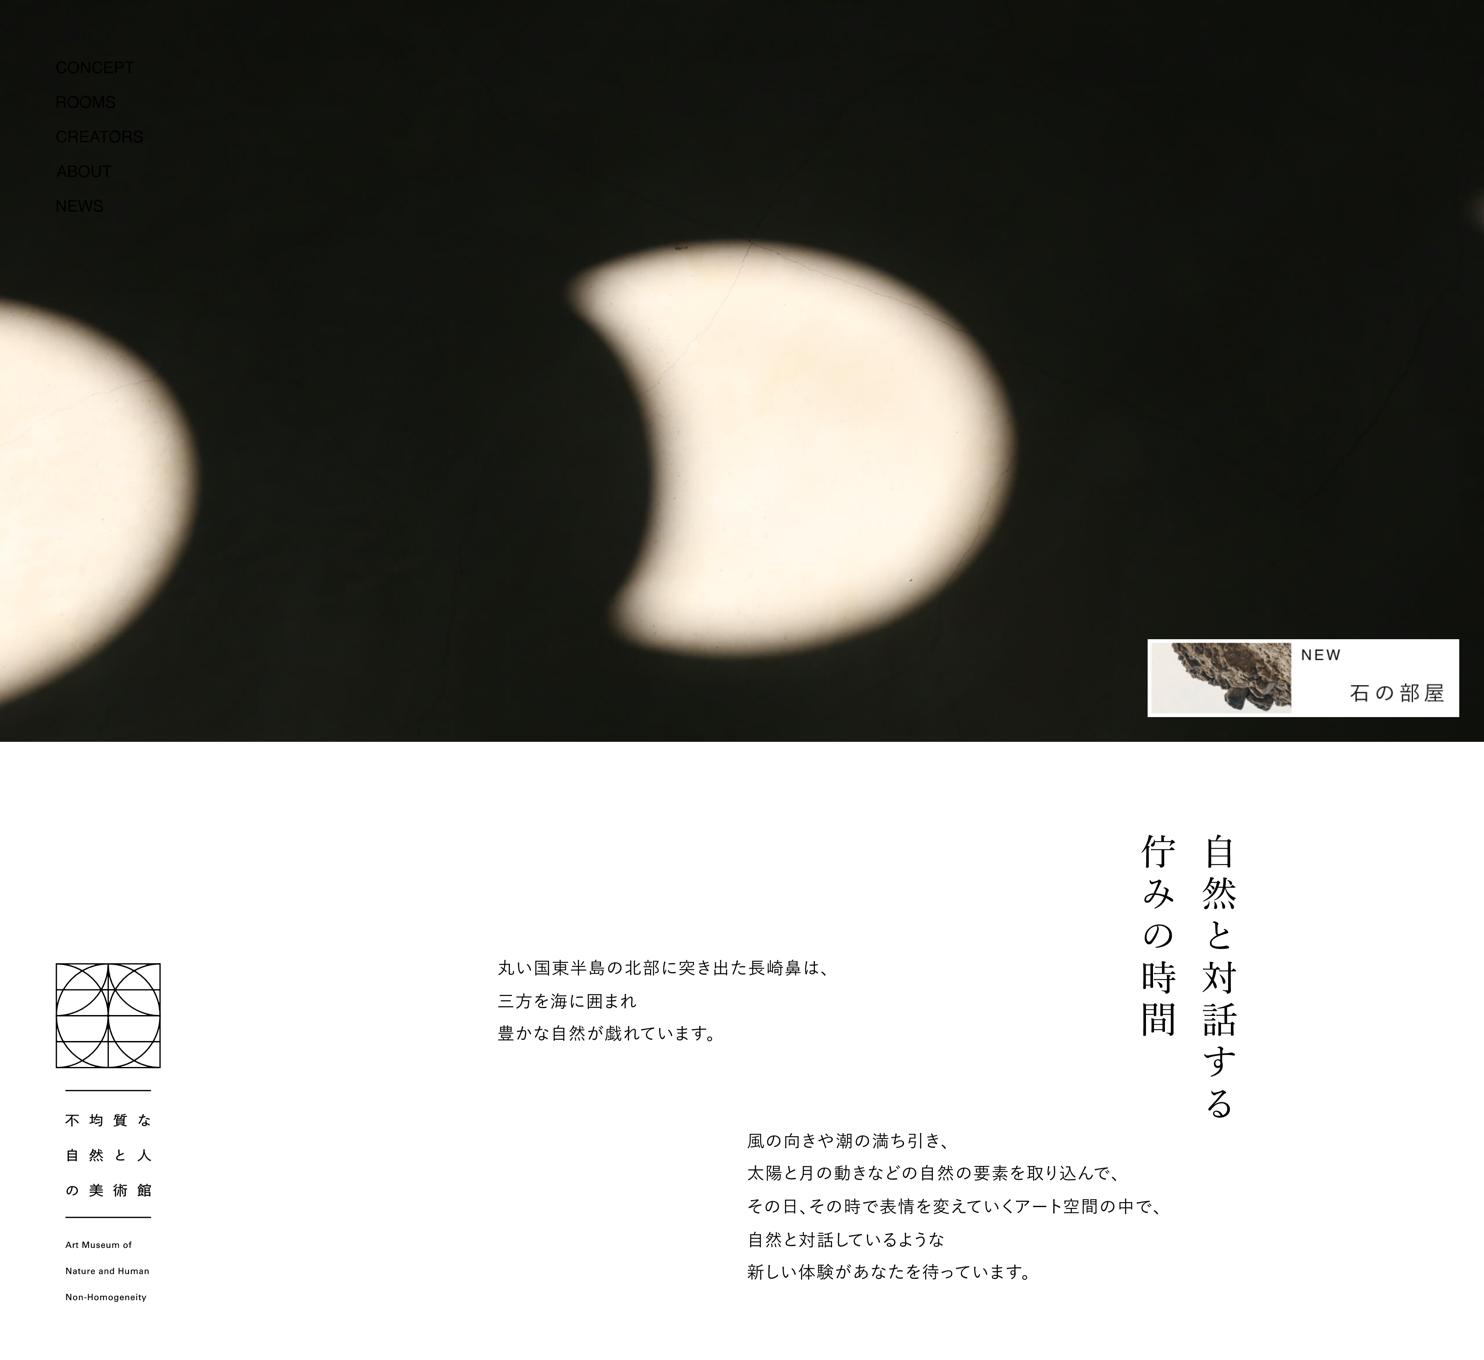 CONCEPT
ROOMS
CREATORS
ABOUT
NEWS
NEW
石の部屋
自然と対話する
佇みの時間
丸い国東半島の北部に突き出た長崎鼻は、
三方を海に囲まれ
豊かな自然が戯れています。
風の向きや潮の満ち引き、
太陽と月の動きなどの自然の要素を取り込んで、
その日、その時で表情を変えていくアート空間の中で、
自然と対話しているような
新しい体験があなたを待っています。
不均質な
自然と人
の美術館
Art Museum of
Nature and Human
Non-Homogeneity